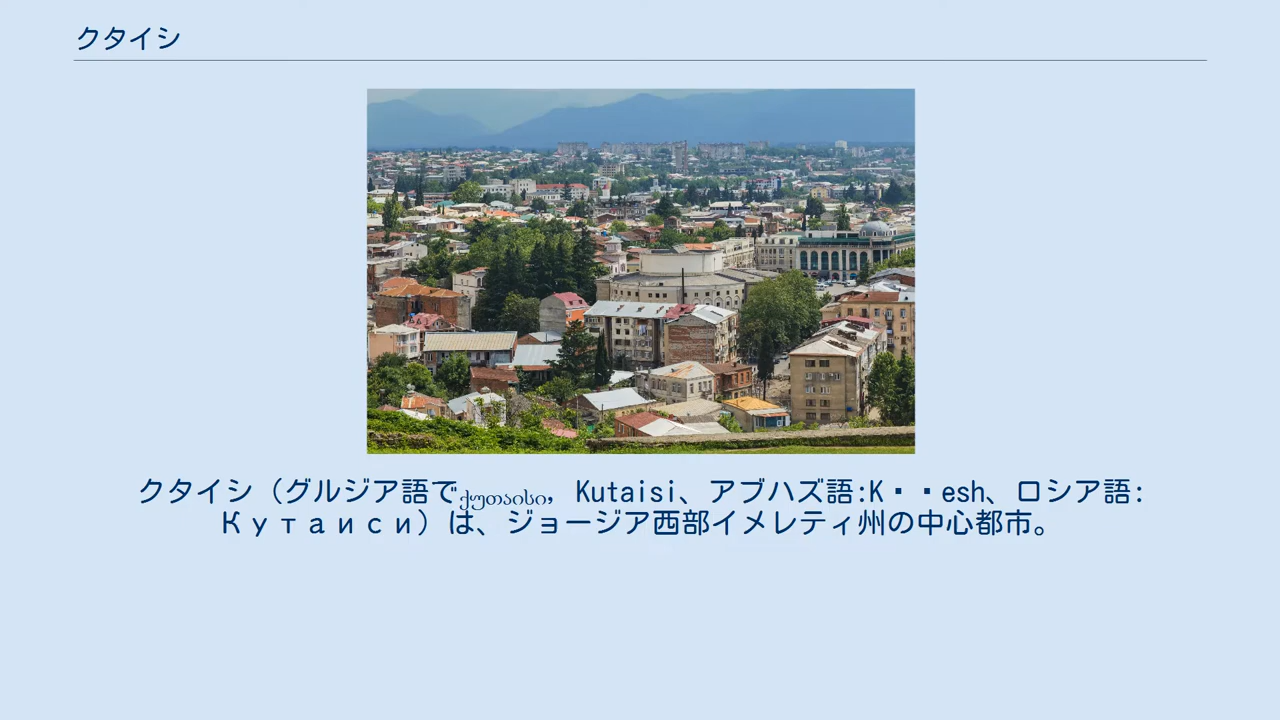 クタイシ
クタイシ（グルジア語でქუთაისი, Kutaisi、アブハズ語:K··esh、ロシア語:
Кутаиси）は、ジョージア西部イメレティ州の中心都市。